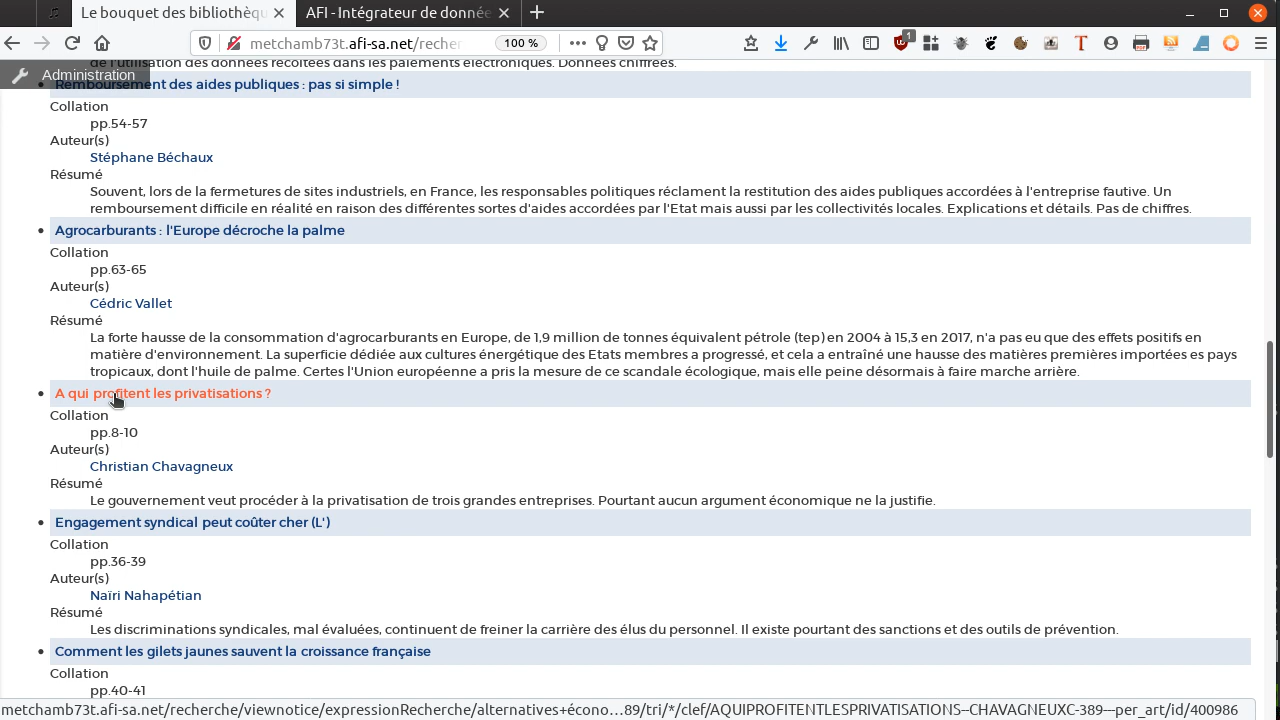 Le bouquet des bibliothèqu
AFI - Intégrateur de donnée
metchamb73t.afi-sa.net/recher
100 %
1
de l'utilisation des données récoltées dans les paiements électroniques. Données chiffrées.
Administration
Remboursement des aides publiques : pas si simple !
Collation
pp.54-57
Auteur(s)
Stéphane Béchaux
Résumé
Souvent, lors de la fermetures de sites industriels, en France, les responsables politiques réclament la restitution des aides publiques accordées à l'entreprise fautive. Un
remboursement difficile en réalité en raison des différentes sortes d'aides accordées par l'Etat mais aussi par les collectivités locales. Explications et détails. Pas de chiffres.
Agrocarburants : l'Europe décroche la palme
Collation
pp.63-65
Auteur(s)
Cédric Vallet
Résumé
La forte hausse de la consommation d'agrocarburants en Europe, de 1,9 million de tonnes équivalent pétrole (tep) en 2004 à 15,3 en 2017, n'a pas eu que des effets positifs en
matière d'environnement. La superficie dédiée aux cultures énergétique des Etats membres a progressé, et cela a entraîné une hausse des matières premières importées es pays
tropicaux, dont l'huile de palme. Certes l'Union européenne a pris la mesure de ce scandale écologique, mais elle peine désormais à faire marche arrière.
A qui profitent les privatisations ?
Collation
pp.8-10
Auteur(s)
Christian Chavagneux
Résumé
Le gouvernement veut procéder à la privatisation de trois grandes entreprises. Pourtant aucun argument économique ne la justifie.
Engagement syndical peut coûter cher (L')
Collation
pp.36-39
Auteur(s)
Naïri Nahapétian
Résumé
Les discriminations syndicales, mal évaluées, continuent de freiner la carrière des élus du personnel. Il existe pourtant des sanctions et des outils de prévention.
Comment les gilets jaunes sauvent la croissance française
Collation
pp.40-41
metchamb73t.afi-sa.net/recherche/viewnotice/expressionRecherche/alternatives+écono…89/tri/*/clef/AQUIPROFITENTLESPRIVATISATIONS--CHAVAGNEUXC-389---per_art/id/400986